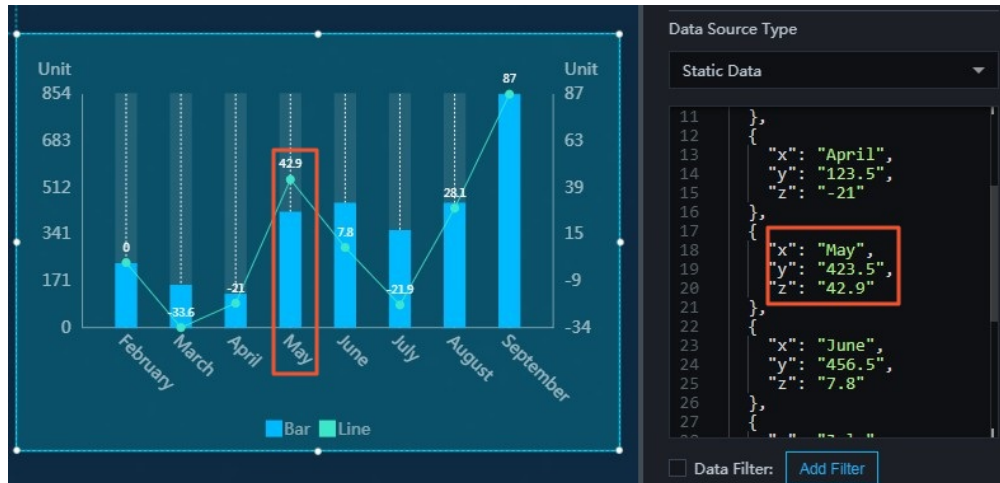 Unit
Unit
854
683
512
341
171
0
87
63
39
15
-9
-34
0
-33.6
-21
42.9
7.8
-21.9
28.1
87
February
March
April
May
June
July
August
September
Bar
Line
Data Source Type
Static Data
11 },
12 {
13 "x": "April",
14 "y": "123.5",
15 "z": "-21"
16 },
17 {
18 "x": "May",
19 "y": "423.5",
20 "z": "42.9"
21 },
22 {
23 "x": "June",
24 "y": "456.5",
25 "z": "7.8"
26 },
27 {
Data Filter: Add Filter